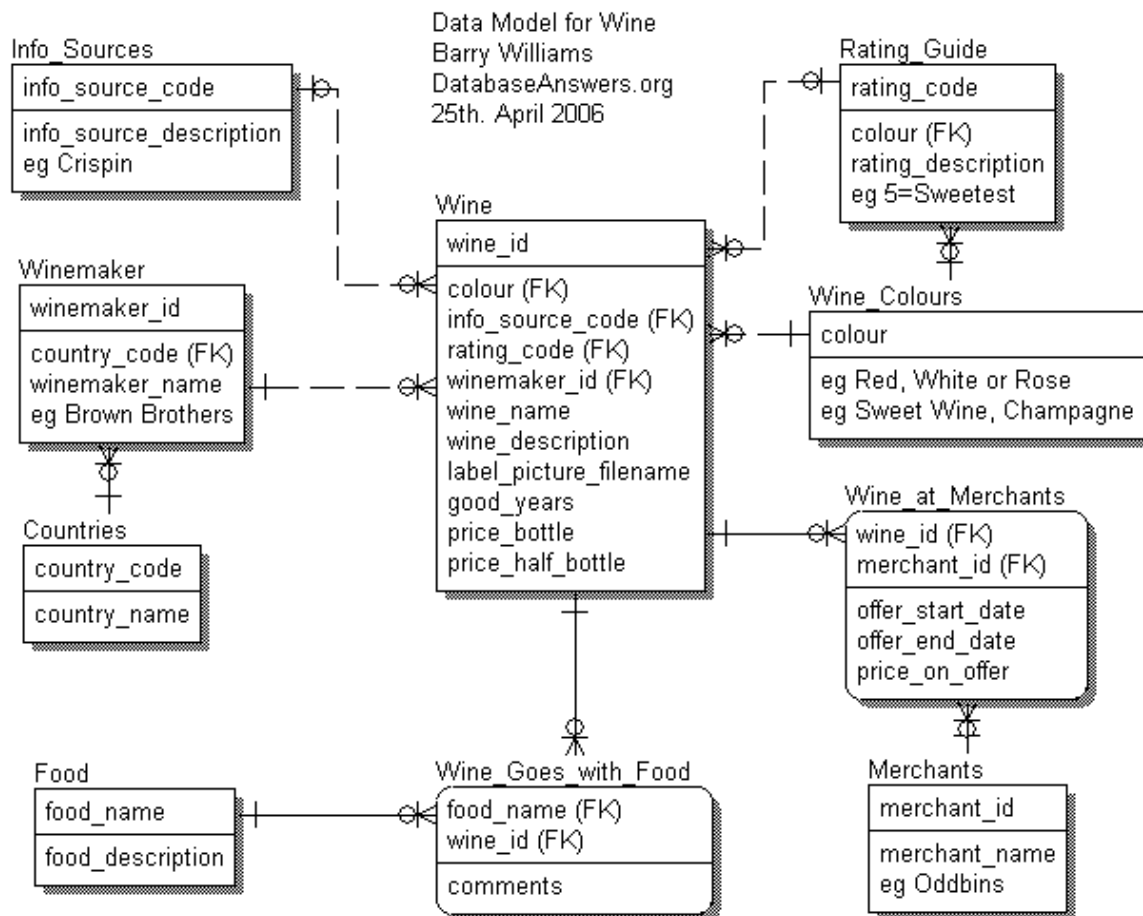 Data Model for Wine
Barry Williams
DatabaseAnswers.org
25th. April 2006
Info_Sources
info_source_code
info_source_description
eg Crispin
Rating_Guide
rating_code
colour (FK)
rating_description
eg 5=Sweetest
Wine
wine_id
colour (FK)
info_source_code (FK)
rating_code (FK)
winemaker_id (FK)
wine_name
wine_description
label_picture_filename
good_years
price_bottle
price_half_bottle
Winemaker
winemaker_id
country_code (FK)
winemaker_name
eg Brown Brothers
Wine_Colours
colour
eg Red, White or Rose
eg Sweet Wine, Champagne
Countries
country_code
country_name
Wine_at_Merchants
wine_id (FK)
merchant_id (FK)
offer_start_date
offer_end_date
price_on_offer
Food
food_name
food_description
Wine_Goes_with_Food
food_name (FK)
wine_id (FK)
comments
Merchants
merchant_id
merchant_name
eg Oddbins